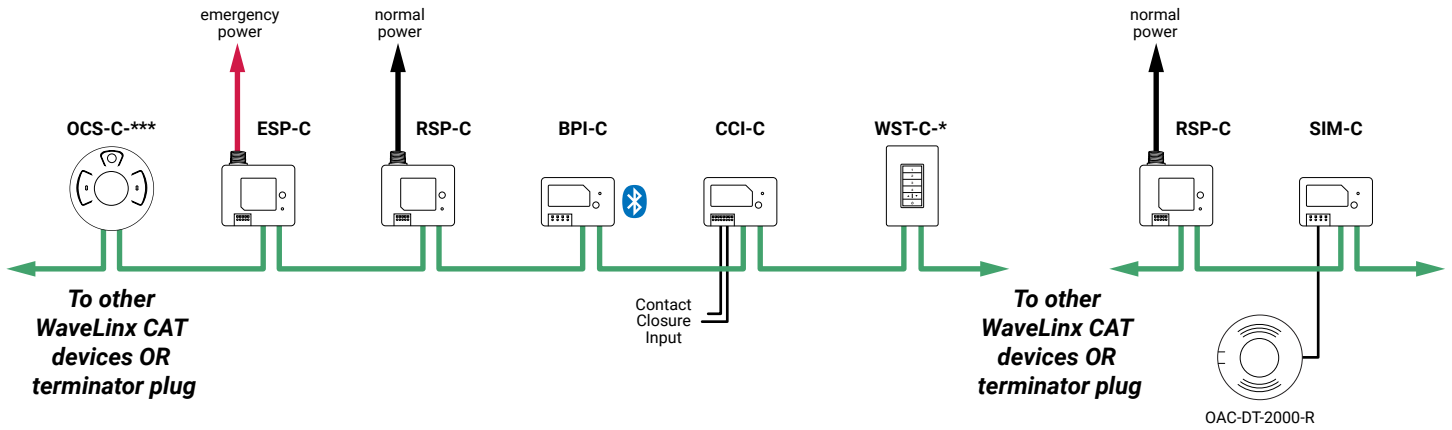 emergency
power
normal
power
normal
power
OCS-C-***
ESP-C
RSP-C
BPI-C
CCI-C
WST-C-*
RSP-C
SIM-C
To other
WaveLinx CAT
devices OR
terminator plug
Contact
Closure
Input
To other
WaveLinx CAT
devices OR
terminator plug
OAC-DT-2000-R